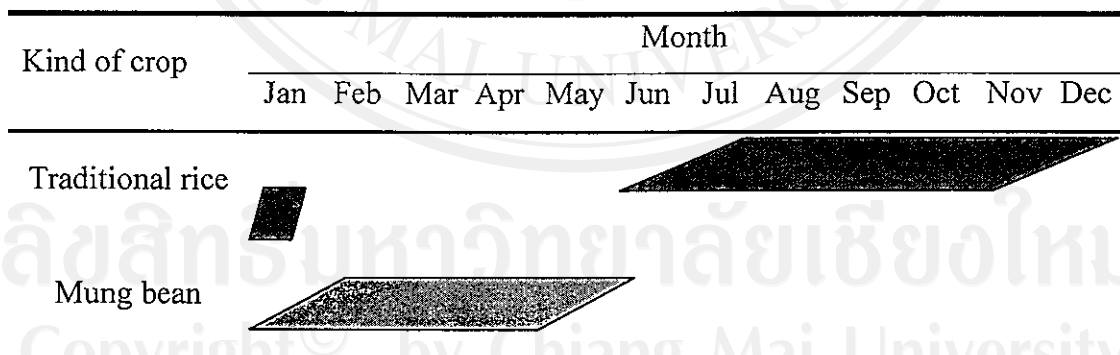 MAI UNIVERSI
Month
Kind of crop
Jan Feb Mar Apr May Jun Jul Aug Sep Oct Nov Dec
Traditional rice
ลิขสิทธิ์มหาวิทยาลัยเชียงใหม่
Mung bean
Copyright© by Chiang Mai University